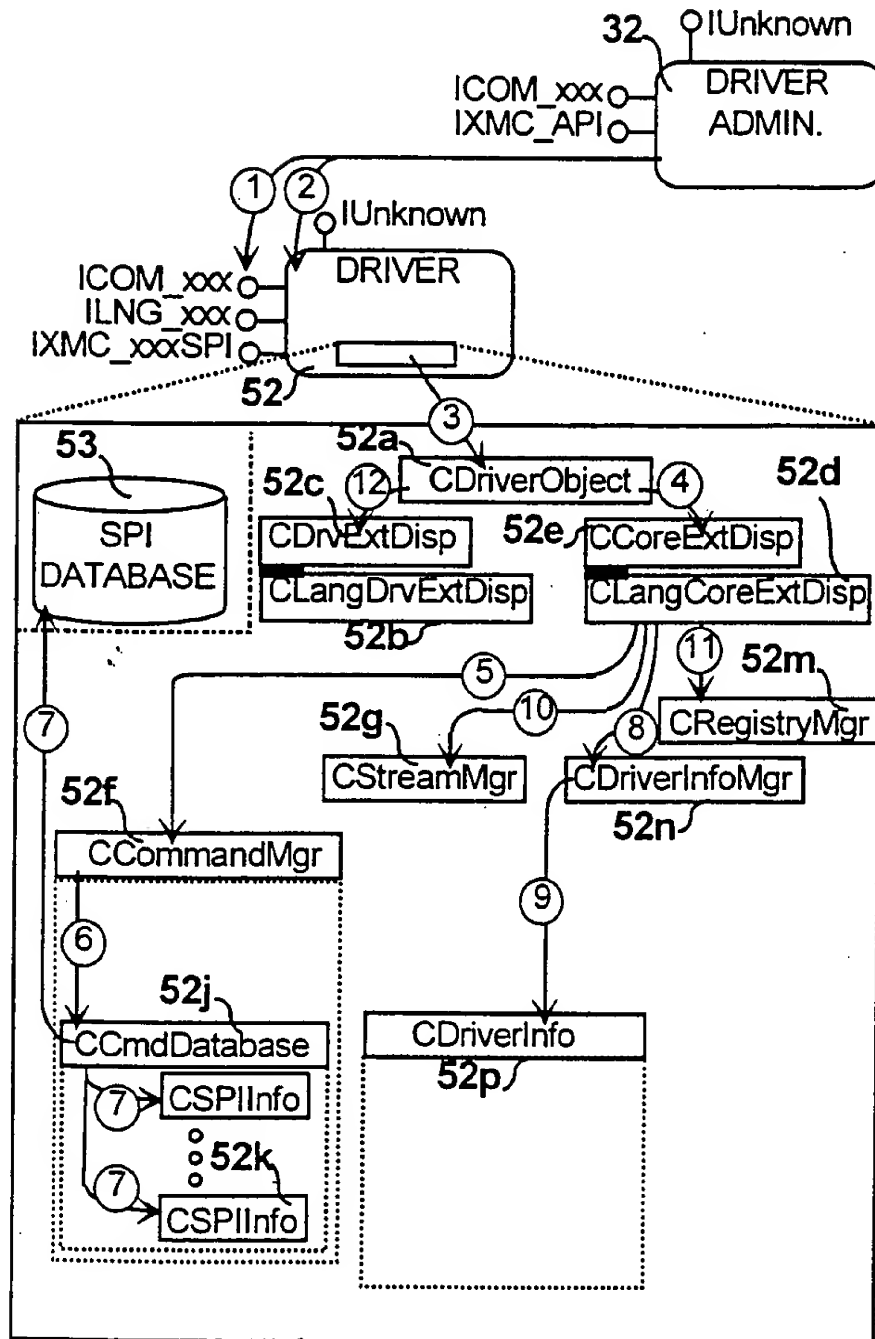 32
IUnknown
DRIVER
ADMIN.
ICOM_xxx
IXMC_API
1
2
IUnknown
DRIVER
ICOM_xxx
ILNG_xxx
IXMC_xxxSPI
52
3
53
SPI
DATABASE
52a
CDriverObject
52c
12
4
52d
CDrvExtDisp
52e
CCoreExtDisp
CLangDrvExtDisp
CLangCoreExtDisp
52b
5
11
52m
7
52g
10
8
CRegistryMgr
CStreamMgr
CDriverInfoMgr
52f
52n
CCommandMgr
9
6
52j
CCmdDatabase
CDriverInfo
52p
7
CSPIInfo
52k
7
CSPIInfo